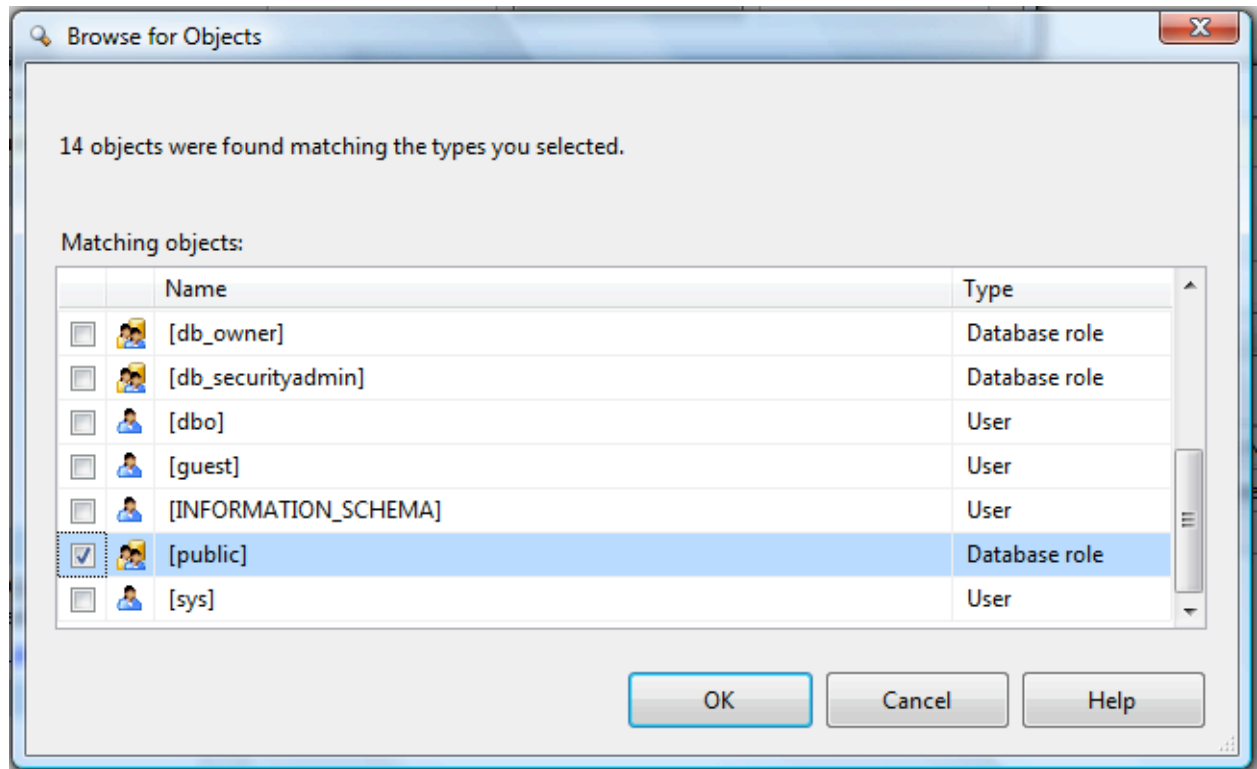 Browse for Objects
14 objects were found matching the types you selected.
Matching objects:
Name Type
[db_owner] Database role
[db_securityadmin] Database role
[dbo] User
[guest] User
[INFORMATION_SCHEMA] User
[public] Database role
[sys] User
OK Cancel Help